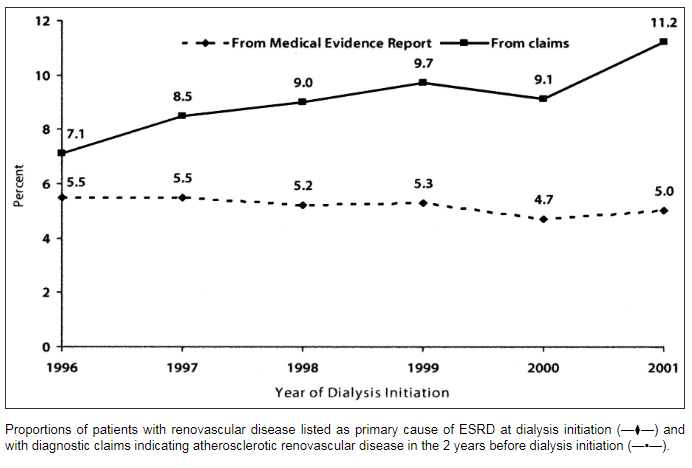 12
10
8
6
4
2
0
Percent
From Medical Evidence Report
From claims
7.1
8.5
9.0
9.7
9.1
11.2
5.5
5.5
5.2
5.3
4.7
5.0
1996 1997 1998 1999 2000 2001
Year of Dialysis Initiation
Proportions of patients with renovascular disease listed as primary cause of ESRD at dialysis initiation (—♦—) and
with diagnostic claims indicating atherosclerotic renovascular disease in the 2 years before dialysis initiation (—▪—).